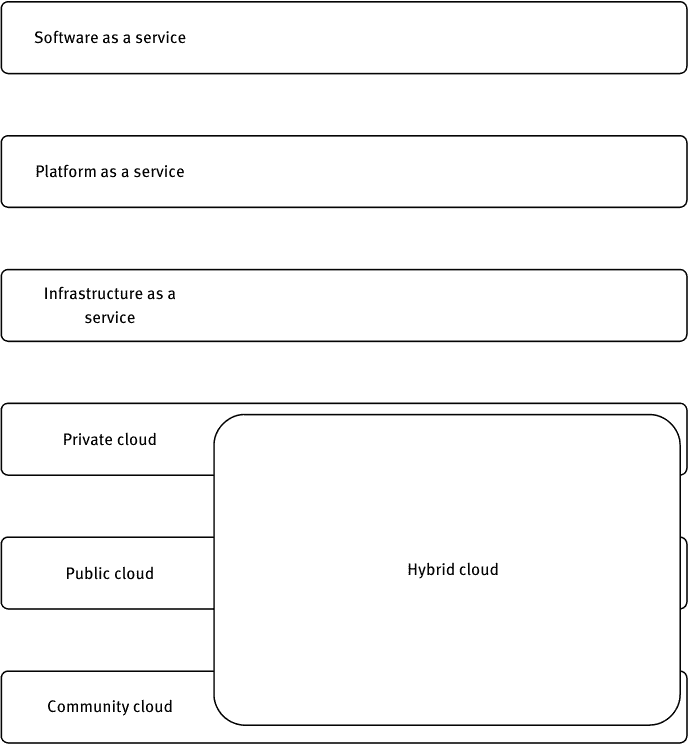 Software as a service
Platform as a service
Infrastructure as a
service
Private cloud
Public cloud
Hybrid cloud
Community cloud